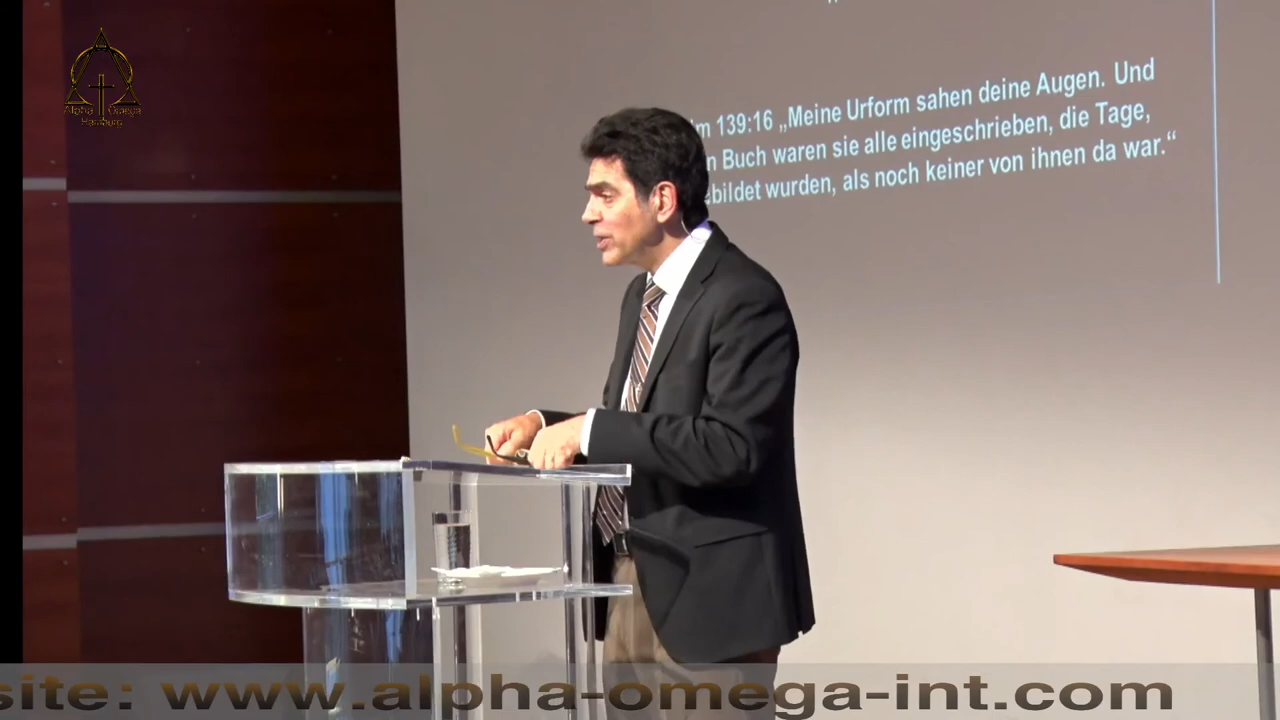 Alpha Omega
Hamburg
139:16 „Meine Urform sahen deine Augen. Und
Buch waren sie alle eingeschrieben, die Tage,
wurden, als noch keiner von ihnen da war.“
site: www.alpha-omega-int.com